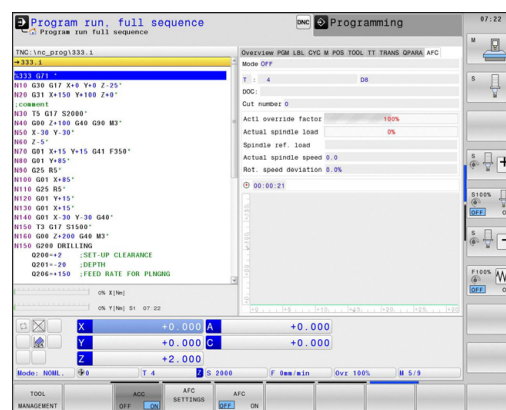 Program run, full sequence
Program run full sequence
DNC
Programming
07:22
TNC:\nc_prog\333.i
→333.i
%333 G71 *
N10 G30 G17 X+0 Y+0 Z-25*
N20 G31 X+150 Y+100 Z+0*
;comment
N30 T5 G17 S2000*
N40 G00 Z+100 G40 G90 M3*
N50 X-30 Y-30*
N60 Z-5*
N70 G01 X+15 Y+15 G41 F350*
N80 G01 Y+85*
N90 G25 R5*
N100 G01 X+85*
N110 G25 R5*
N120 G01 Y+15*
N130 G01 X+15*
N140 G01 X-30 Y-30 G40*
N150 T3 G17 S1500*
N160 G00 Z+200 G40 M3*
N150 G200 DRILLING
Q200=+2 ;SET-UP CLEARANCE
Q201=-20 ;DEPTH
Q206=+150 ;FEED RATE FOR PLNGNG
0% X[Nm]
0% Y[Nm] S1 07:22
Overview PGM LBL CYC M POS TOOL TT TRANS QPARA AFC
Mode OFF
T : 4 D8
DOC:
Cut number 0
Actl override factor 100%
Actual spindle load 0%
Spindle ref. load
Actual spindle speed 0.0
Rot. speed deviation 0.0%
00:00:21
X +0.000 A +0.000
Y +0.000 C +0.000
Z +2.000
Mode: NOML. 0 T 4 Z S 2000 F 0mm/min Ovr 100% M 5/9
TOOL MANAGEMENT
ACC
OFF ON
AFC SETTINGS
AFC
OFF ON
M
S
S
S100%
OFF ON
S
F100%
OFF